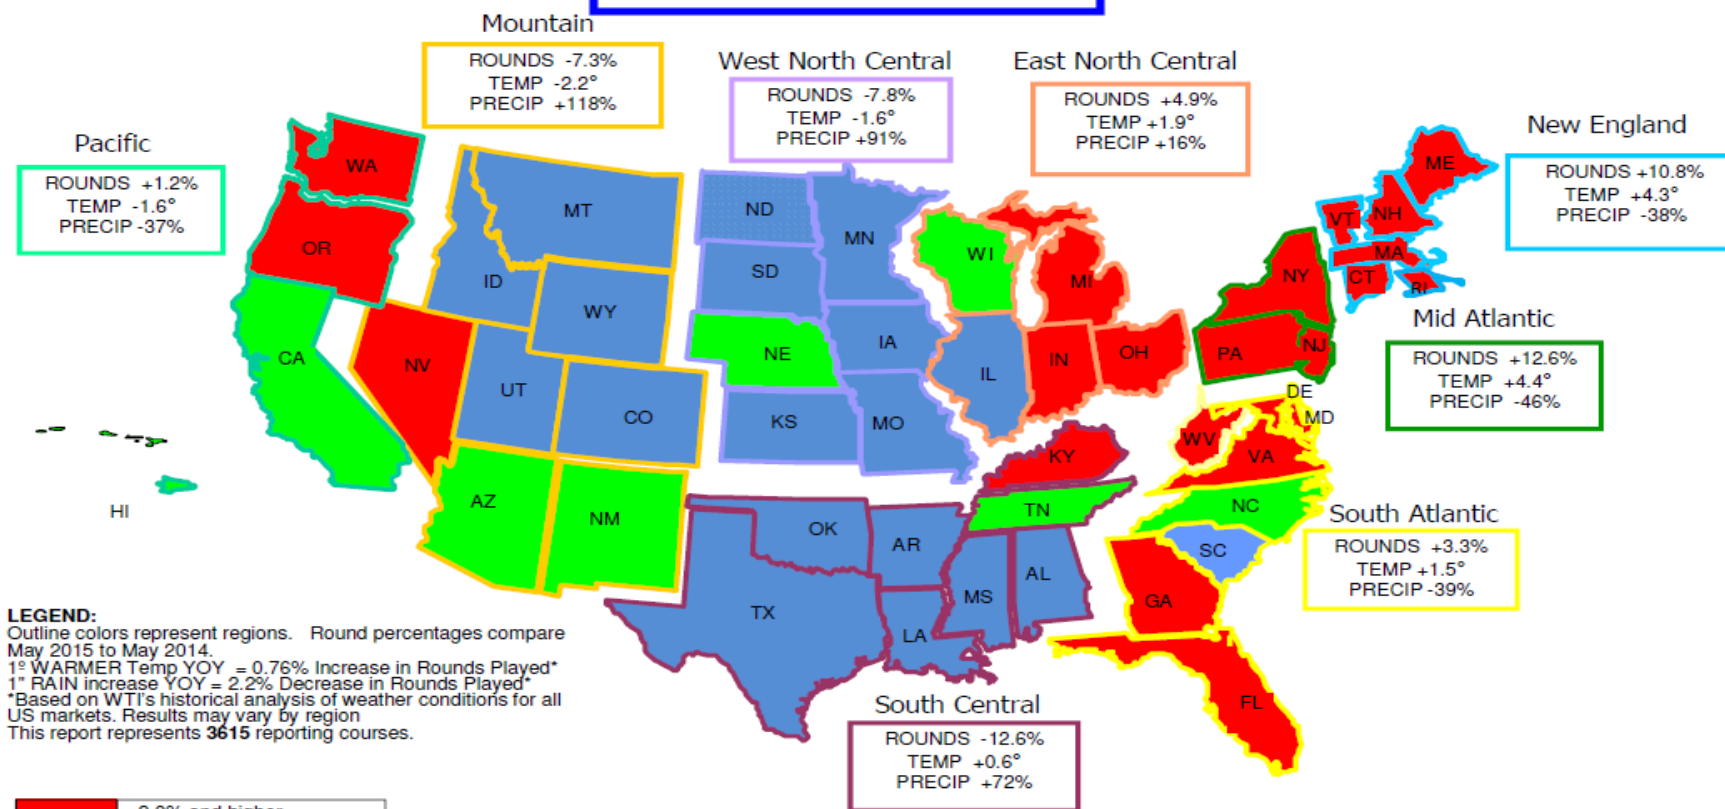 Mountain
ROUNDS -7.3%
TEMP -2.2°
PRECIP +118%
West North Central
ROUNDS -7.8%
TEMP -1.6°
PRECIP +91%
East North Central
ROUNDS +4.9%
TEMP +1.9°
PRECIP +16%
New England
ROUNDS +10.8%
TEMP +4.3°
PRECIP -38%
Pacific
ROUNDS +1.2%
TEMP -1.6°
PRECIP -37%
Mid Atlantic
ROUNDS +12.6%
TEMP +4.4°
PRECIP -46%
South Atlantic
ROUNDS +3.3%
TEMP +1.5°
PRECIP -39%
South Central
ROUNDS -12.6%
TEMP +0.6°
PRECIP +72%
WA
OR
CA
HI
MT
ID
WY
NV
UT
CO
AZ
NM
ND
SD
NE
KS
MN
IA
MO
WI
MI
IL
IN
OH
ME
VT
NH
MA
CT
RI
NY
PA
NJ
DE
MD
WV
VA
NC
SC
GA
FL
KY
TN
OK
AR
TX
LA
MS
AL
LEGEND:
Outline colors represent regions. Round percentages compare
May 2015 to May 2014.
1º WARMER Temp YOY = 0.76% Increase in Rounds Played*
1" RAIN increase YOY = 2.2% Decrease in Rounds Played*
*Based on WTI's historical analysis of weather conditions for all
US markets. Results may vary by region
This report represents 3615 reporting courses.
and higher